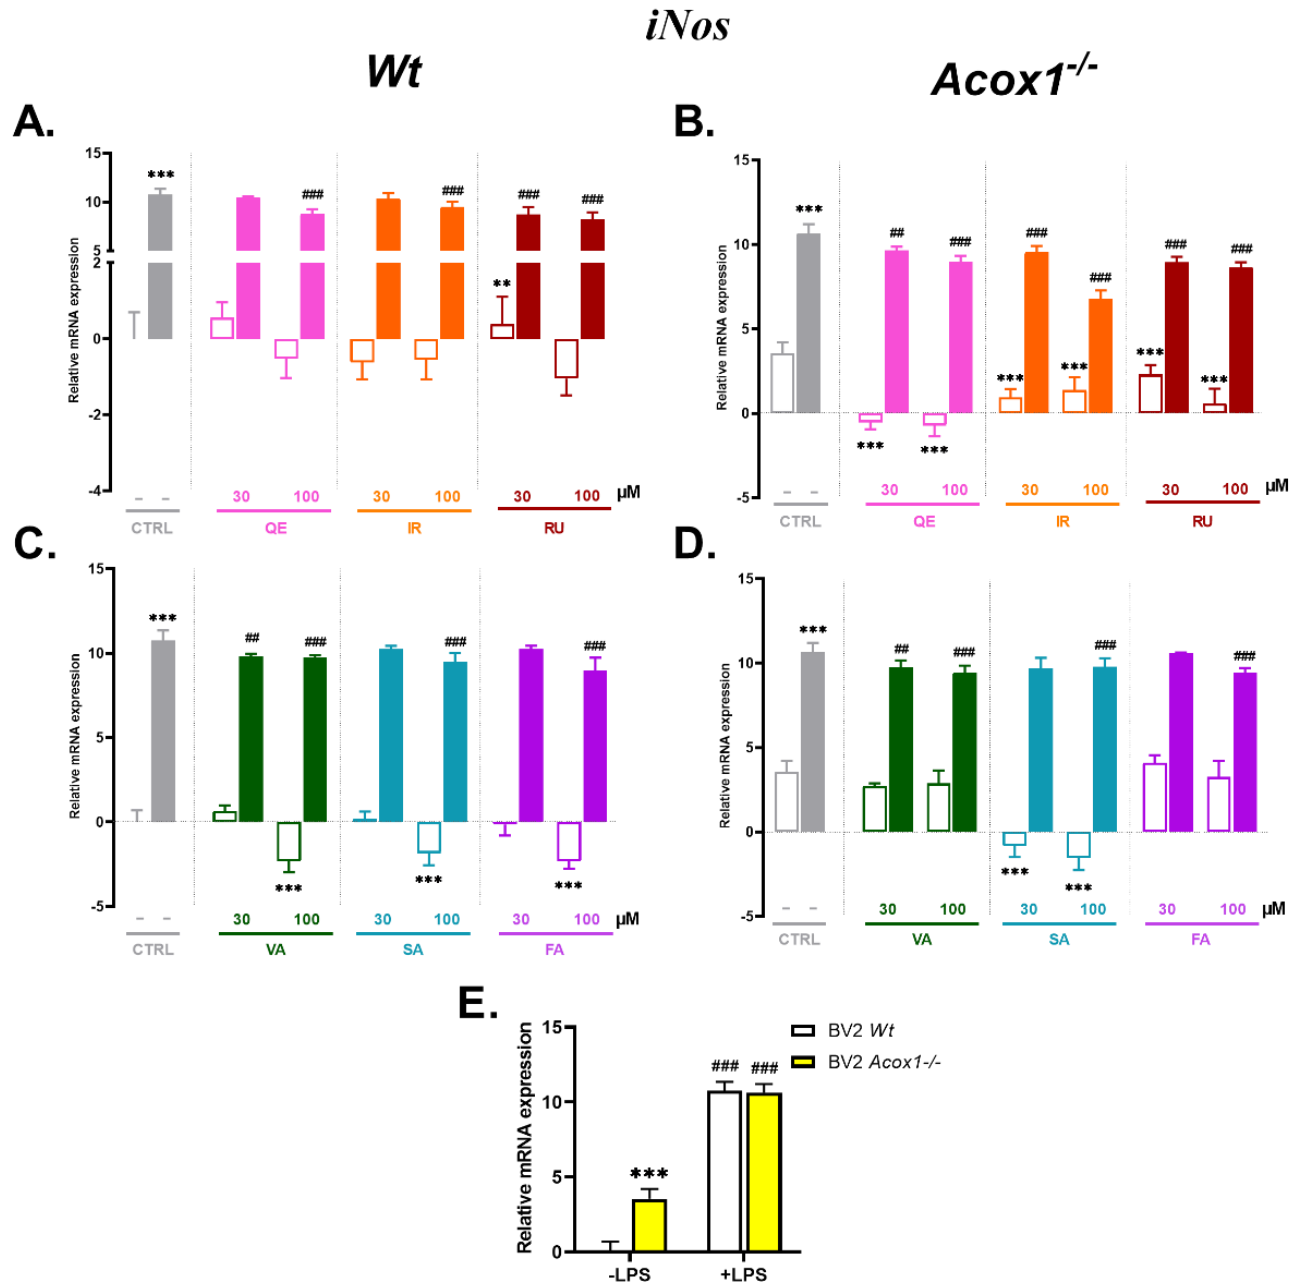 iNos
Wt
Acox1-/-
A.
B.
Relative mRNA expression
15
10
5
2
0
-2
-4
***
###
###
**
###
###
– –
30 100
30 100
30 100
µM
CTRL
QE
IR
RU
Relative mRNA expression
15
10
5
0
-5
***
##
###
***
***
###
###
***
***
###
###
***
***
– –
30 100
30 100
30 100
µM
CTRL
QE
IR
RU
C.
D.
Relative mRNA expression
15
10
5
0
-5
***
##
###
***
###
***
###
***
– –
30 100
30 100
30 100
µM
CTRL
VA
SA
FA
Relative mRNA expression
15
10
5
0
-5
***
##
###
###
***
***
###
– –
30 100
30 100
30 100
µM
CTRL
VA
SA
FA
E.
Relative mRNA expression
15
10
5
0
***
###
###
BV2 Wt
BV2 Acox1-/-
-LPS
+LPS